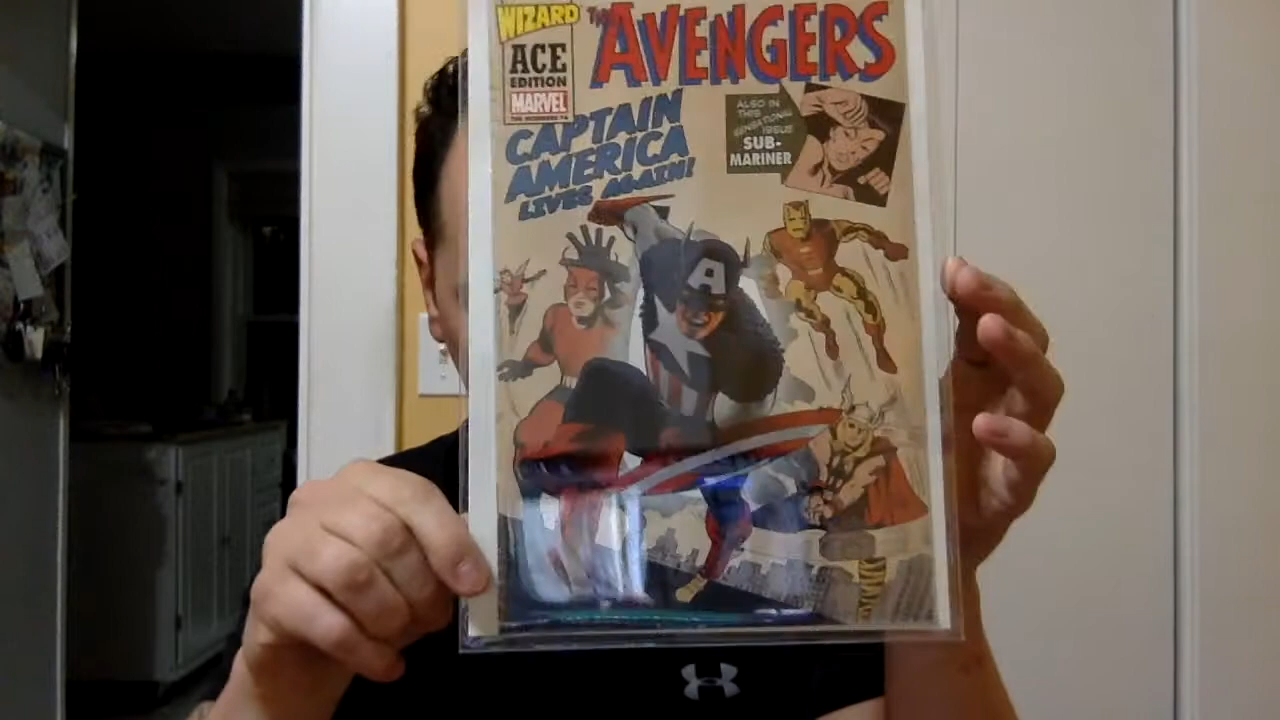 WIZARD
ACE
EDITION
MARVEL
THE AVENGERS
CAPTAIN
AMERICA
LIVES AGAIN!
ALSO IN
THIS
SENSATIONAL
ISSUE
SUB-
MARINER
A